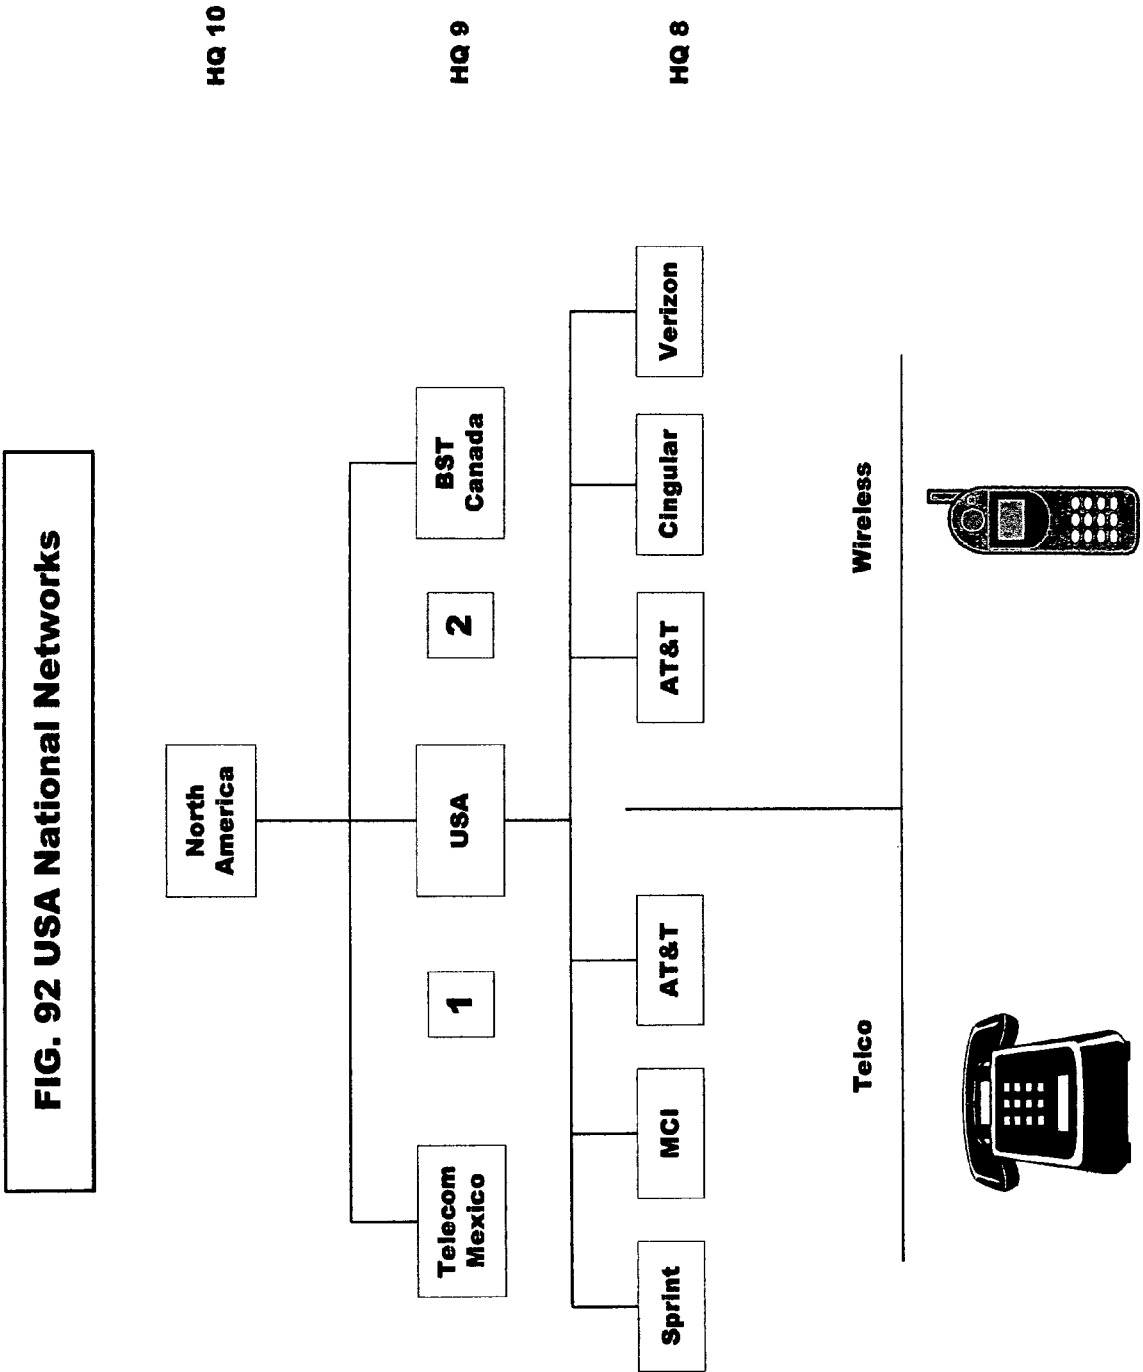 FIG. 92 USA National Networks
North
America
HQ 10
Telecom
Mexico
1
USA
2
BST
Canada
HQ 9
Sprint
MCI
AT&T
AT&T
Cingular
Verizon
HQ 8
Telco
Wireless